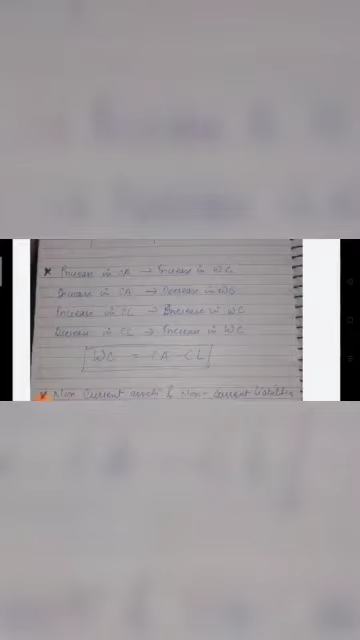 * Increase in CA → Increase in WC
Decrease in CA → Decrease in WC
Increase in CL → Decrease in WC
Decrease in CL → Increase in WC
WC = CA - CL
* Non Current assets & Non-Current liabilities